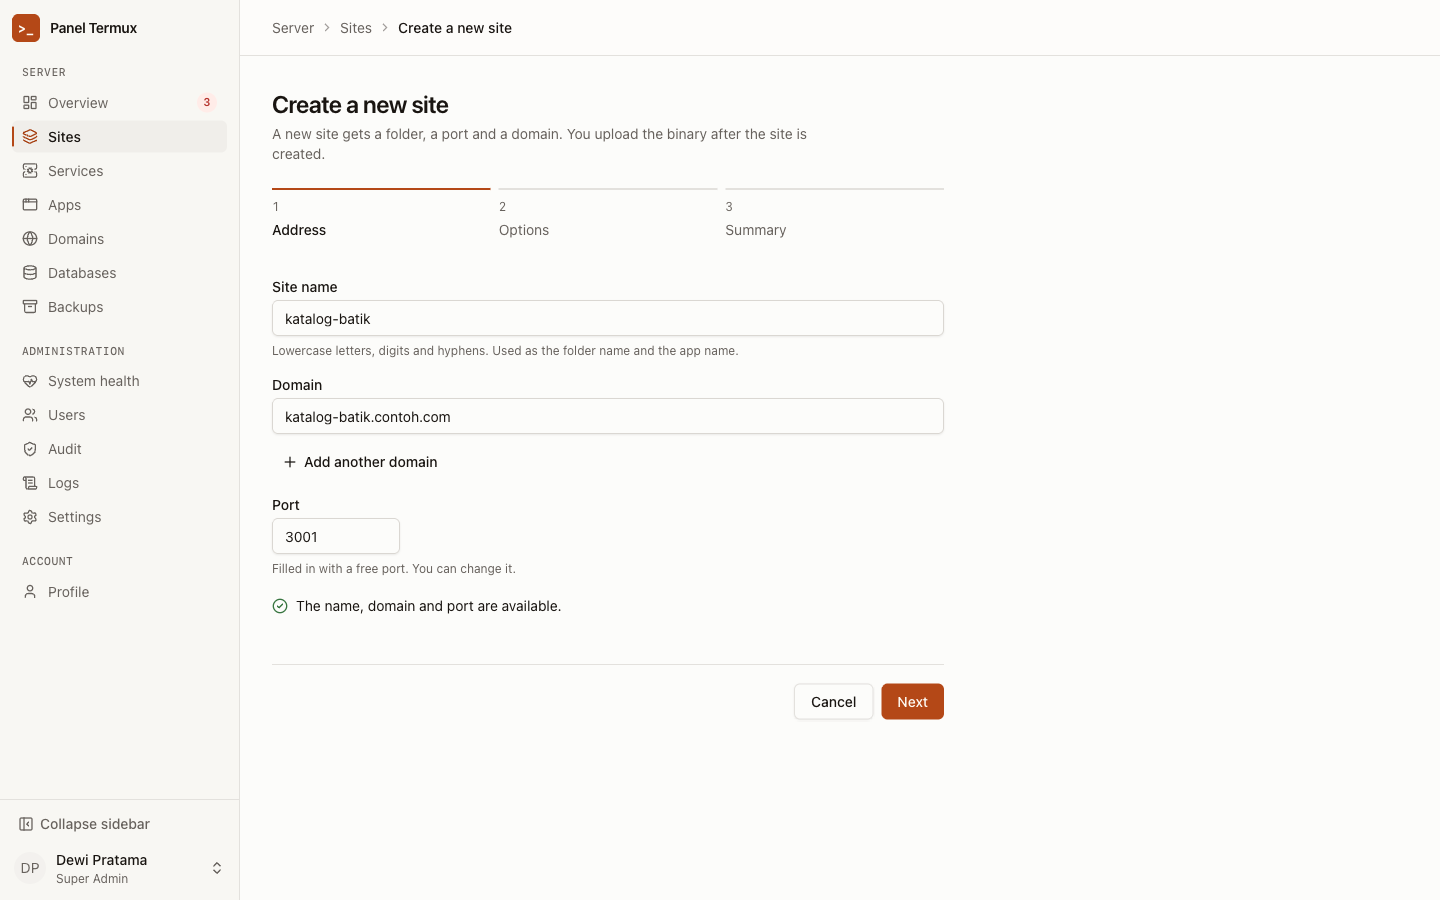 >_ Panel Termux
SERVER
Overview 3
Sites
Services
Apps
Domains
Databases
Backups
ADMINISTRATION
System health
Users
Audit
Logs
Settings
ACCOUNT
Profile
Collapse sidebar
DP
Dewi Pratama
Super Admin
Server > Sites > Create a new site
Create a new site
A new site gets a folder, a port and a domain. You upload the binary after the site is
created.
1
Address
2
Options
3
Summary
Site name
katalog-batik
Lowercase letters, digits and hyphens. Used as the folder name and the app name.
Domain
katalog-batik.contoh.com
Add another domain
Port
3001
Filled in with a free port. You can change it.
The name, domain and port are available.
Cancel
Next